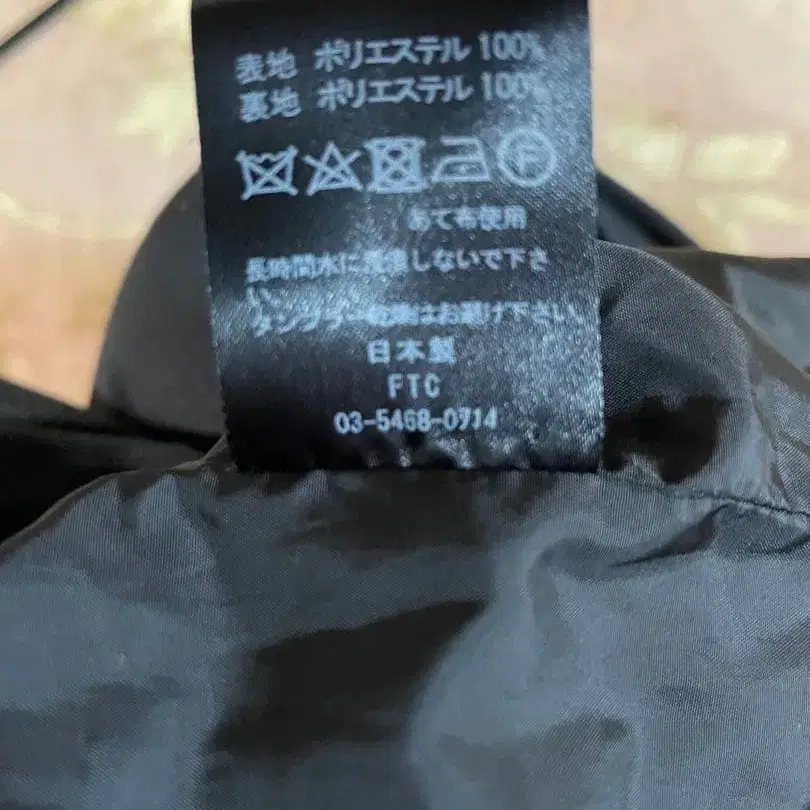 表地 ポリエステル 100%
裏地 ポリエステル 100%
F
あて布使用
長時間水に浸漬しないで下さ
い。
タンブラー乾燥はお避け下さい。
日本製
FTC
03-5468-0714